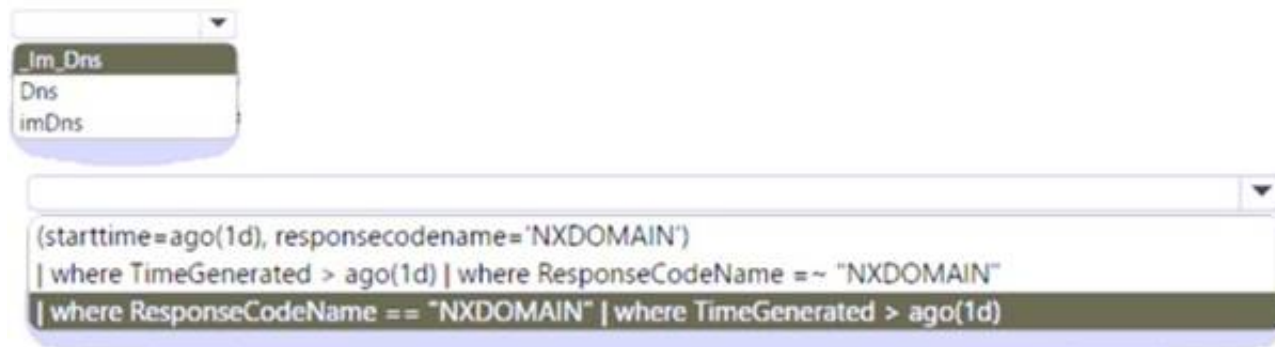 _Im_Dns
Dns
imDns
(starttime=ago(1d), responsecodename='NXDOMAIN')
| where TimeGenerated > ago(1d) | where ResponseCodeName =~ "NXDOMAIN"
| where ResponseCodeName == "NXDOMAIN" | where TimeGenerated > ago(1d)